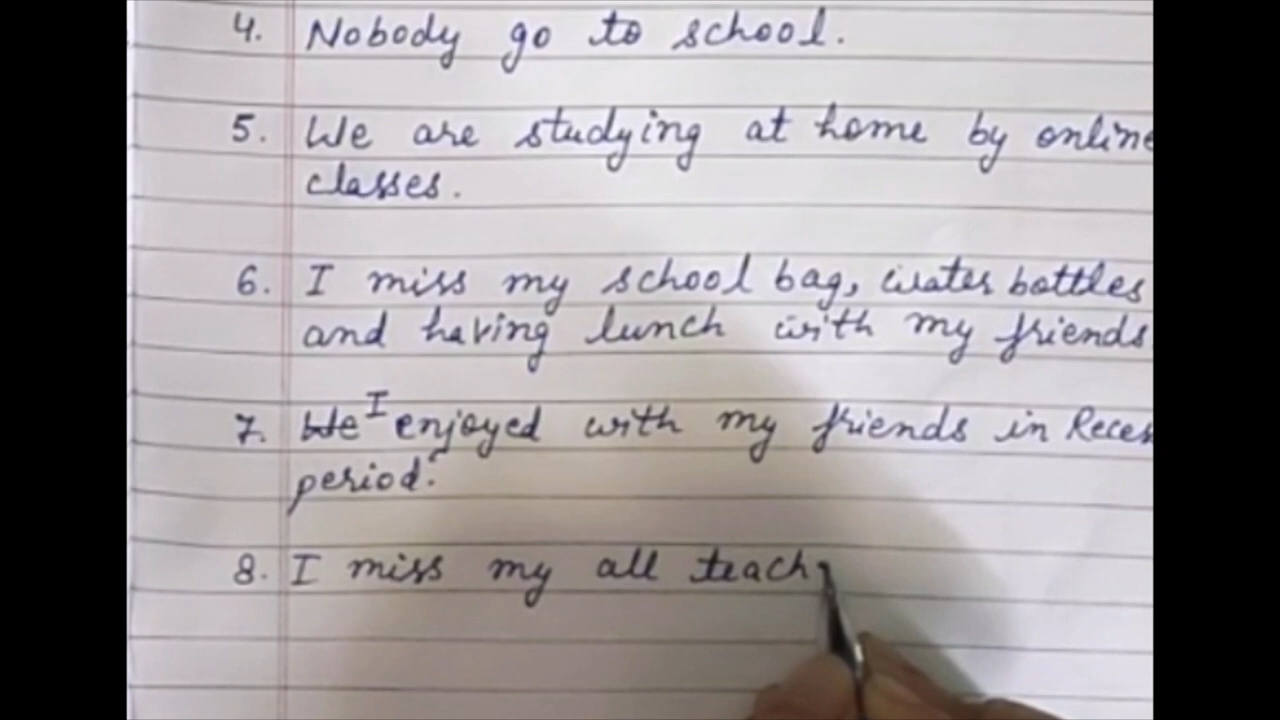 4. Nobody go to school.
5. We are studying at home by online
classes.
6. I miss my school bag, water bottles
and having lunch with my friends
7. We I enjoyed with my friends in Reces
period.
8. I miss my all teach